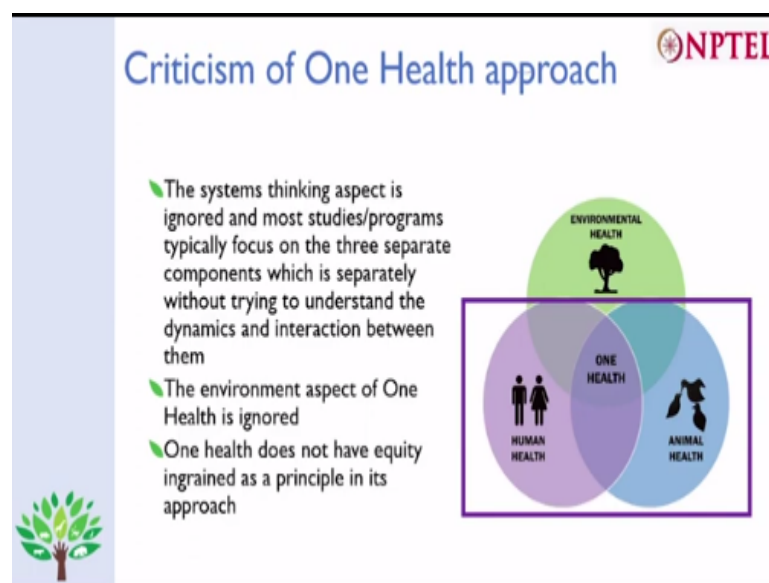 NPTEL
Criticism of One Health approach
The systems thinking aspect is
ignored and most studies/programs
typically focus on the three separate
components which is separately
without trying to understand the
dynamics and interaction between
them
The environment aspect of One
Health is ignored
One health does not have equity
ingrained as a principle in its
approach
ENVIRONMENTAL
HEALTH
ONE
HEALTH
HUMAN
HEALTH
ANIMAL
HEALTH